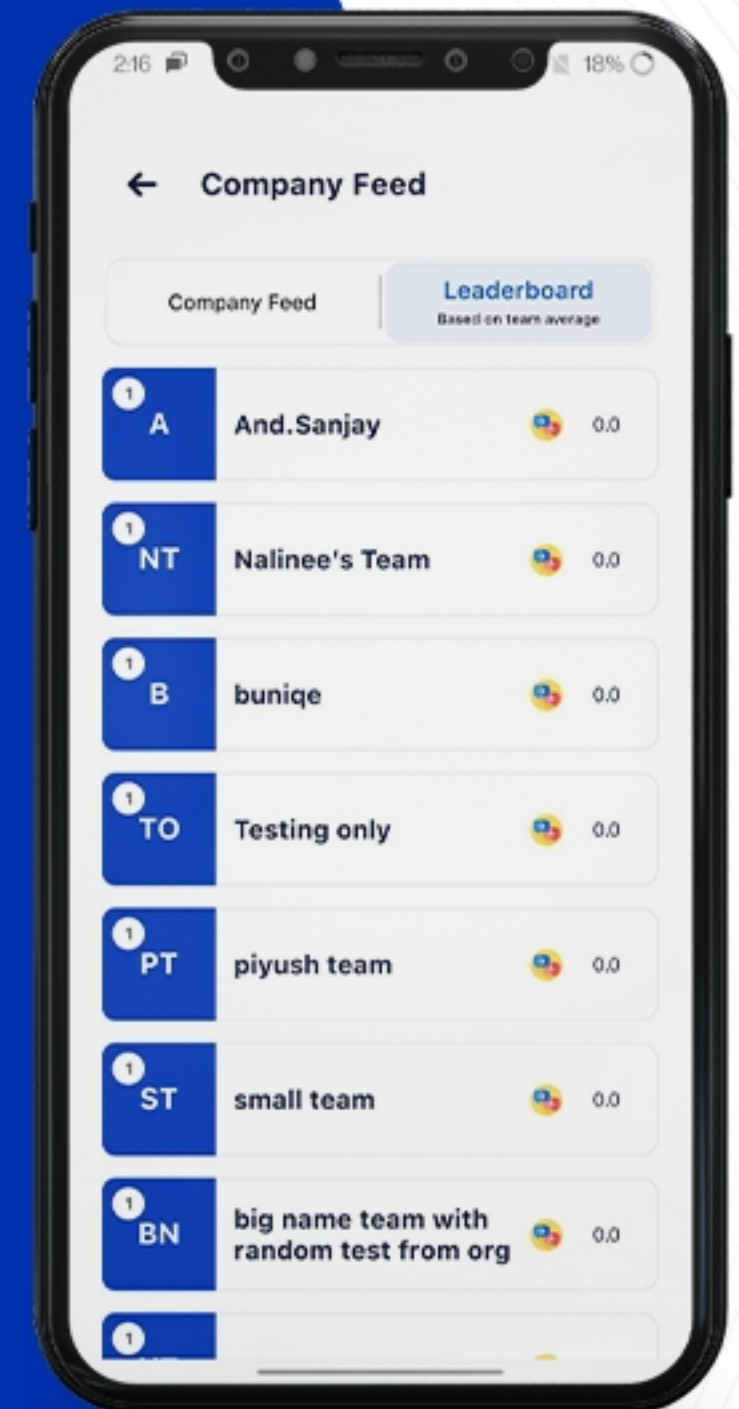 2:16
18%
Company Feed
Company Feed
Leaderboard
Based on team average
1
A
And.Sanjay
0.0
1
NT
Nalinee's Team
0.0
1
B
buniqe
0.0
1
TO
Testing only
0.0
1
PT
piyush team
0.0
1
ST
small team
0.0
1
BN
big name team with
random test from org
0.0
1